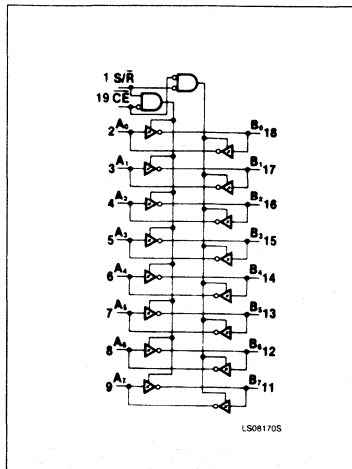 1 S/R̅
19 C̅E̅
2 A₀ B₀ 18
3 A₁ B₁ 17
4 A₂ B₂ 16
5 A₃ B₃ 15
6 A₄ B₄ 14
7 A₅ B₅ 13
8 A₆ B₆ 12
9 A₇ B₇ 11
LS08170S